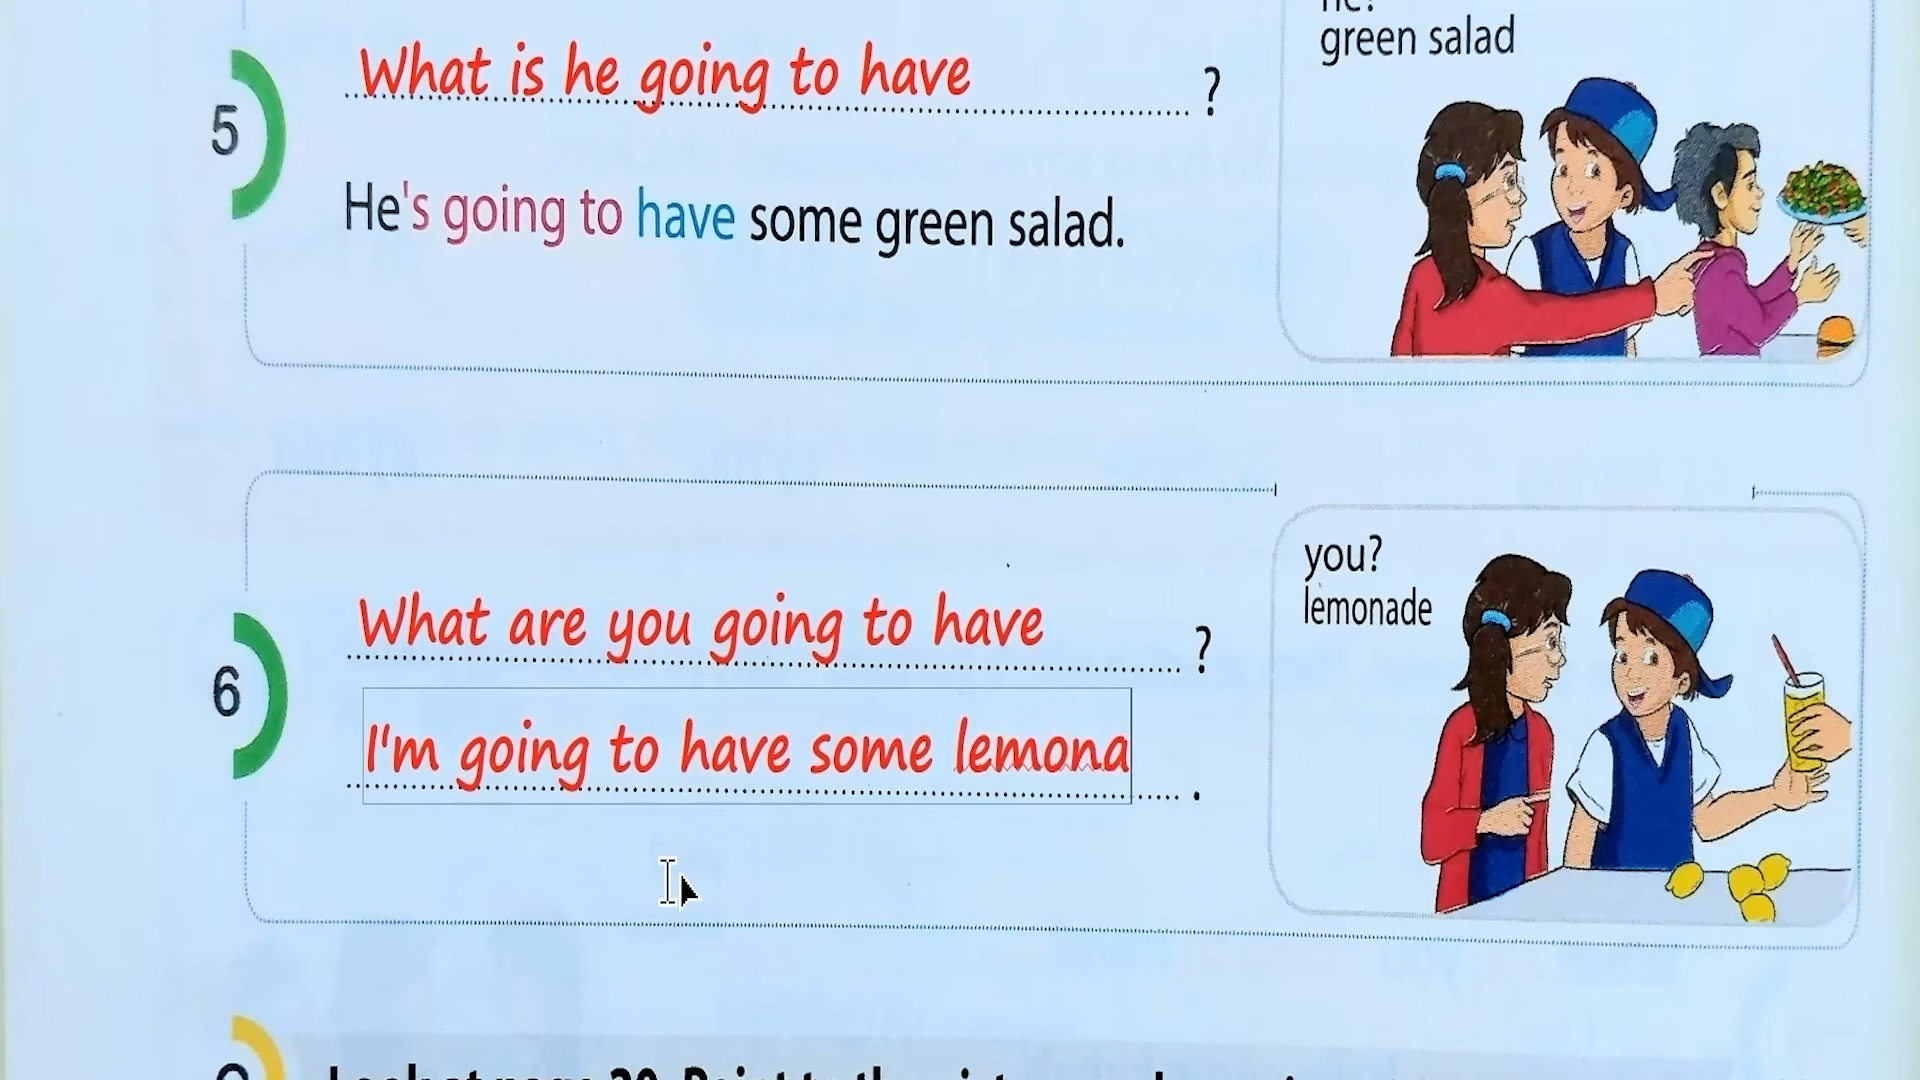 green salad
What is he going to have ?
5
He's going to have some green salad.
you?
lemonade
What are you going to have ?
6
I'm going to have some lemona .